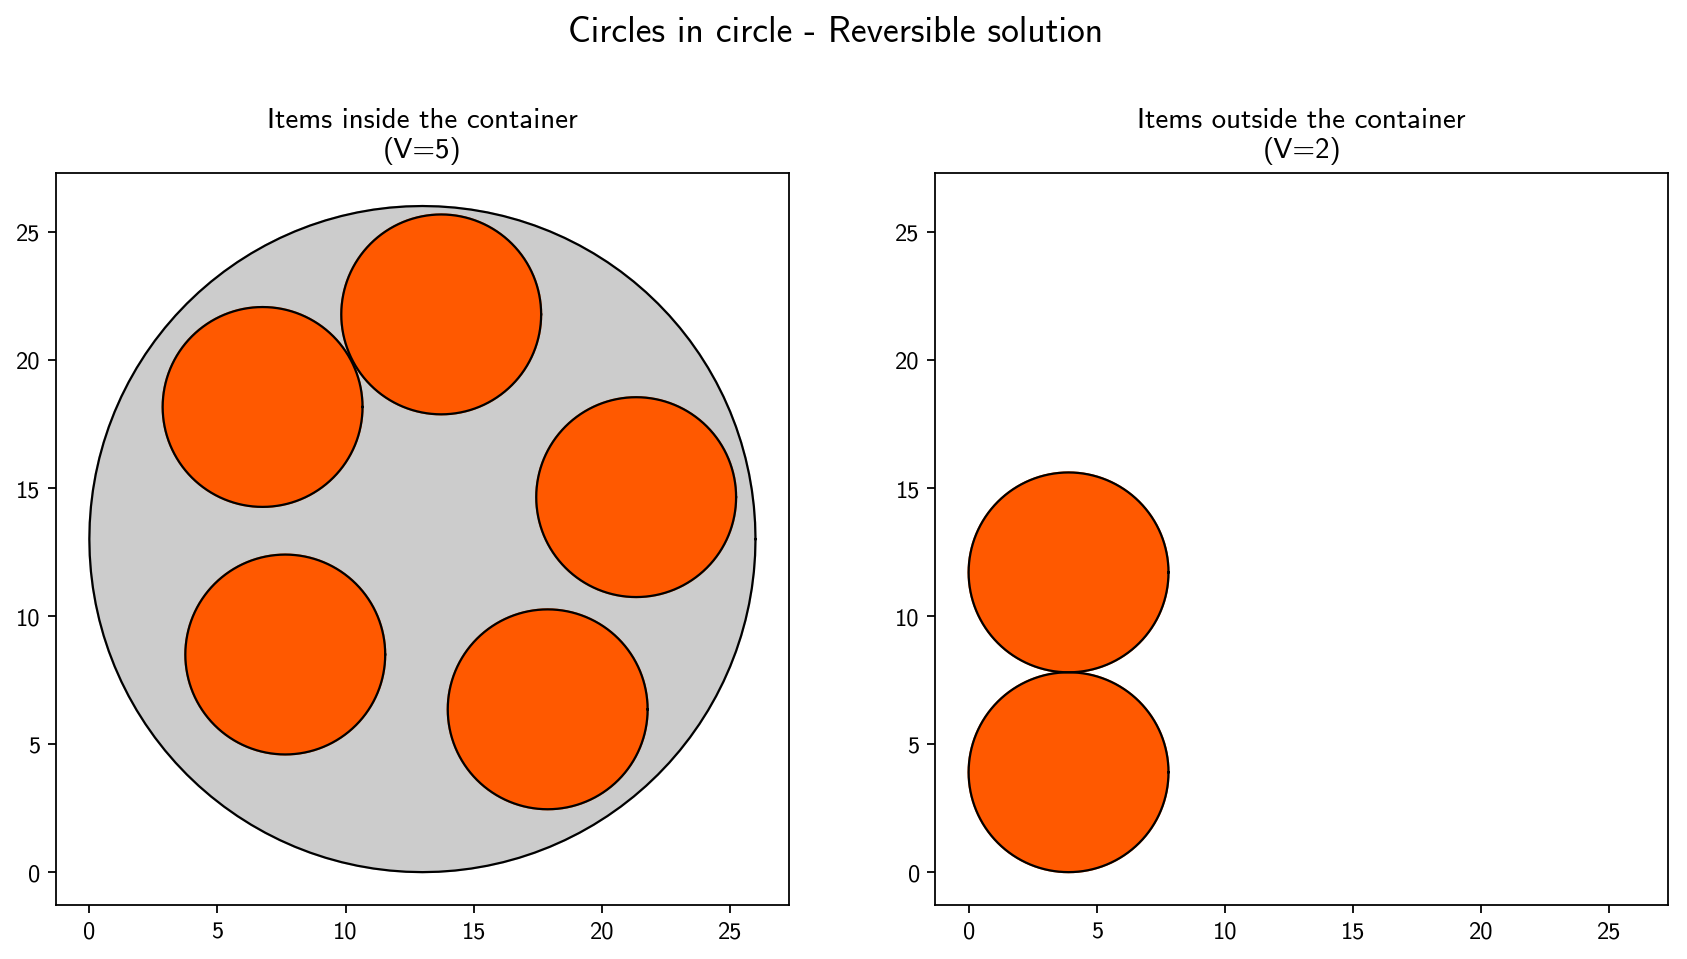 Circles in circle - Reversible solution
Items inside the container
(V=5)
25
20
15
10
5
0
0 5 10 15 20 25
Items outside the container
(V=2)
25
20
15
10
5
0
0 5 10 15 20 25